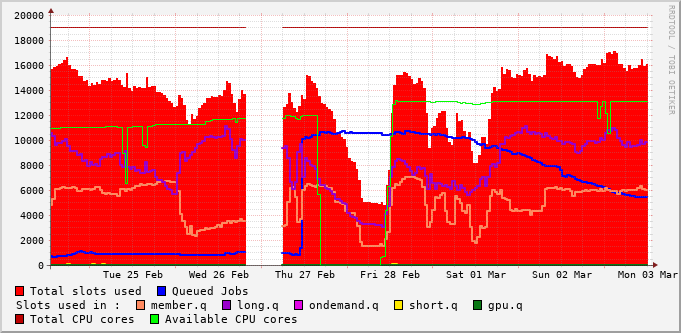 20000
18000
16000
14000
12000
10000
8000
6000
4000
2000
0
Tue 25 Feb Wed 26 Feb Thu 27 Feb Fri 28 Feb Sat 01 Mar Sun 02 Mar Mon 03 Mar
Total slots used Queued Jobs
Slots used in : member.q long.q ondemand.q short.q gpu.q
Total CPU cores Available CPU cores
RRDTOOL / TOBI OETIKER